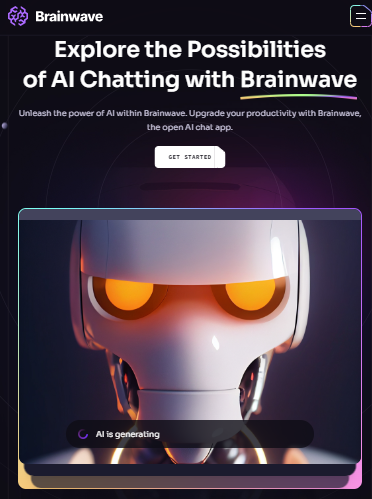 Brainwave
Explore the Possibilities
of AI Chatting with Brainwave
Unleash the power of AI within Brainwave. Upgrade your productivity with Brainwave,
the open AI chat app.
GET STARTED
AI is generating